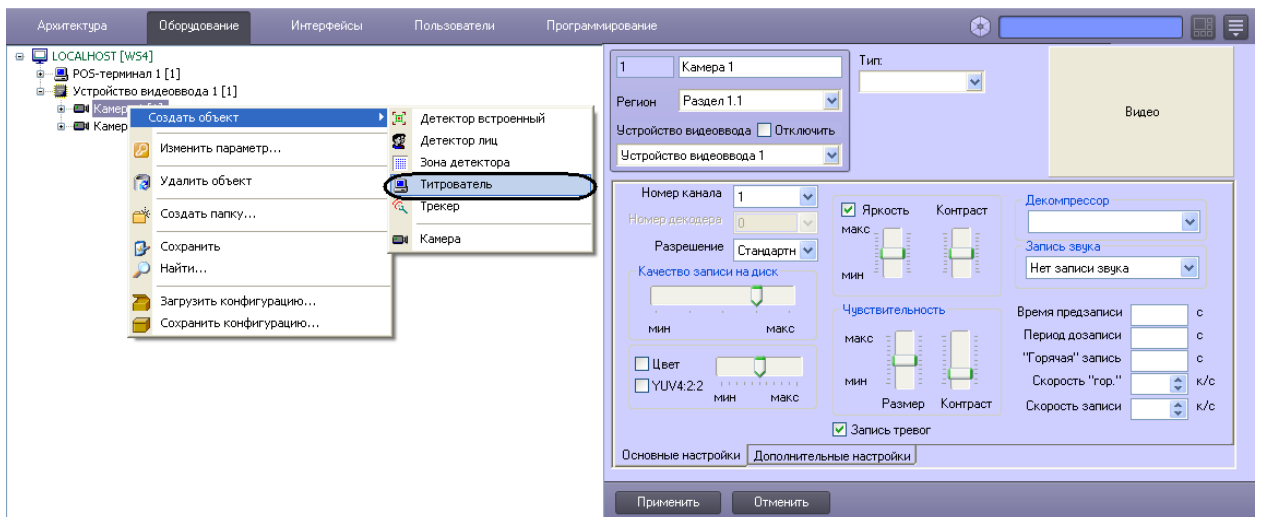 Архитектура Оборудование Интерфейсы Пользователи Программирование
LOCALHOST [WS4]
POS-терминал 1 [1]
Устройство видеоввода 1 [1]
Камер
Камер
Создать объект
Изменить параметр...
Удалить объект
Создать папку...
Сохранить
Найти...
Загрузить конфигурацию...
Сохранить конфигурацию...
Детектор встроенный
Детектор лиц
Зона детектора
Титрователь
Трекер
Камера
1 Камера 1
Регион Раздел 1.1
Устройство видеоввода Отключить
Устройство видеоввода 1
Тип:
Видео
Номер канала 1
Номер декодера 0
Разрешение Стандартн
Качество записи на диск
мин макс
Цвет
YUV4:2:2
мин макс
Яркость Контраст
макс
мин
Чувствительность
макс
мин
Размер Контраст
Запись тревог
Декомпрессор
Запись звука
Нет записи звука
Время предзаписи с
Период дозаписи с
"Горячая" запись с
Скорость "гор." к/с
Скорость записи к/с
Основные настройки Дополнительные настройки
Применить Отменить